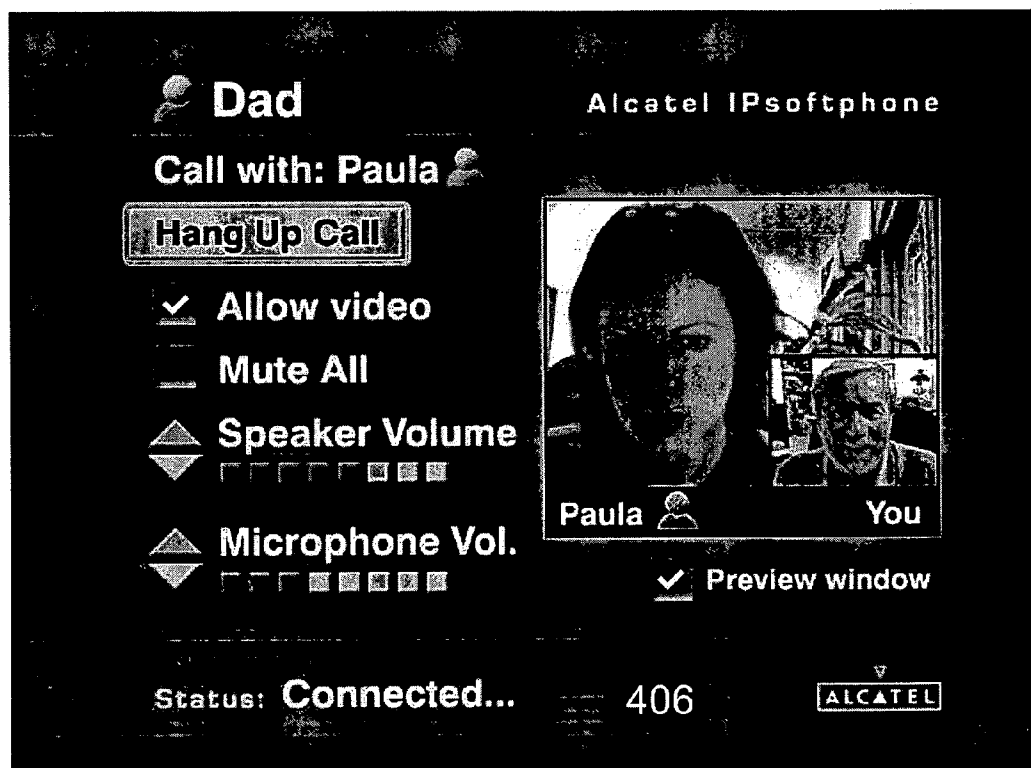 Dad
Alcatel IPsoftphone
Call with: Paula
Hang Up Call
Allow video
Mute All
Speaker Volume
Microphone Vol.
Paula
You
Preview window
Status: Connected...
406
ALCATEL